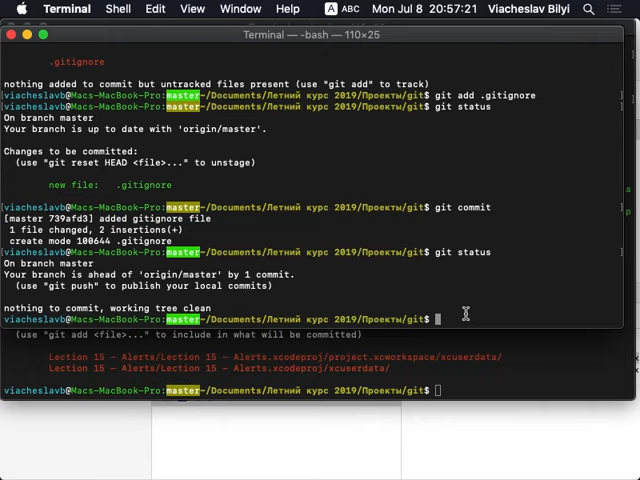 Terminal Shell Edit View Window Help ABC Mon Jul 8 20:57:21 Viacheslav Bilyi
Terminal — -bash — 110×25
.gitignore
nothing added to commit but untracked files present (use "git add" to track)
[viacheslavb@Macs-MacBook-Pro:master~/Documents/Летний курс 2019/Проекты/git$ git add .gitignore ]
[viacheslavb@Macs-MacBook-Pro:master~/Documents/Летний курс 2019/Проекты/git$ git status ]
On branch master
Your branch is up to date with 'origin/master'.
Changes to be committed:
(use "git reset HEAD <file>..." to unstage)
new file: .gitignore
[viacheslavb@Macs-MacBook-Pro:master~/Documents/Летний курс 2019/Проекты/git$ git commit ]
[master 739afd3] added gitignore file
1 file changed, 2 insertions(+)
create mode 100644 .gitignore
[viacheslavb@Macs-MacBook-Pro:master~/Documents/Летний курс 2019/Проекты/git$ git status ]
On branch master
Your branch is ahead of 'origin/master' by 1 commit.
(use "git push" to publish your local commits)
nothing to commit, working tree clean
viacheslavb@Macs-MacBook-Pro:master~/Documents/Летний курс 2019/Проекты/git$
(use "git add <file>..." to include in what will be committed)
Lection 15 - Alerts/Lection 15 - Alerts.xcodeproj/project.xcworkspace/xcuserdata/
Lection 15 - Alerts/Lection 15 - Alerts.xcodeproj/xcuserdata/
viacheslavb@Macs-MacBook-Pro:master~/Documents/Летний курс 2019/Проекты/git$